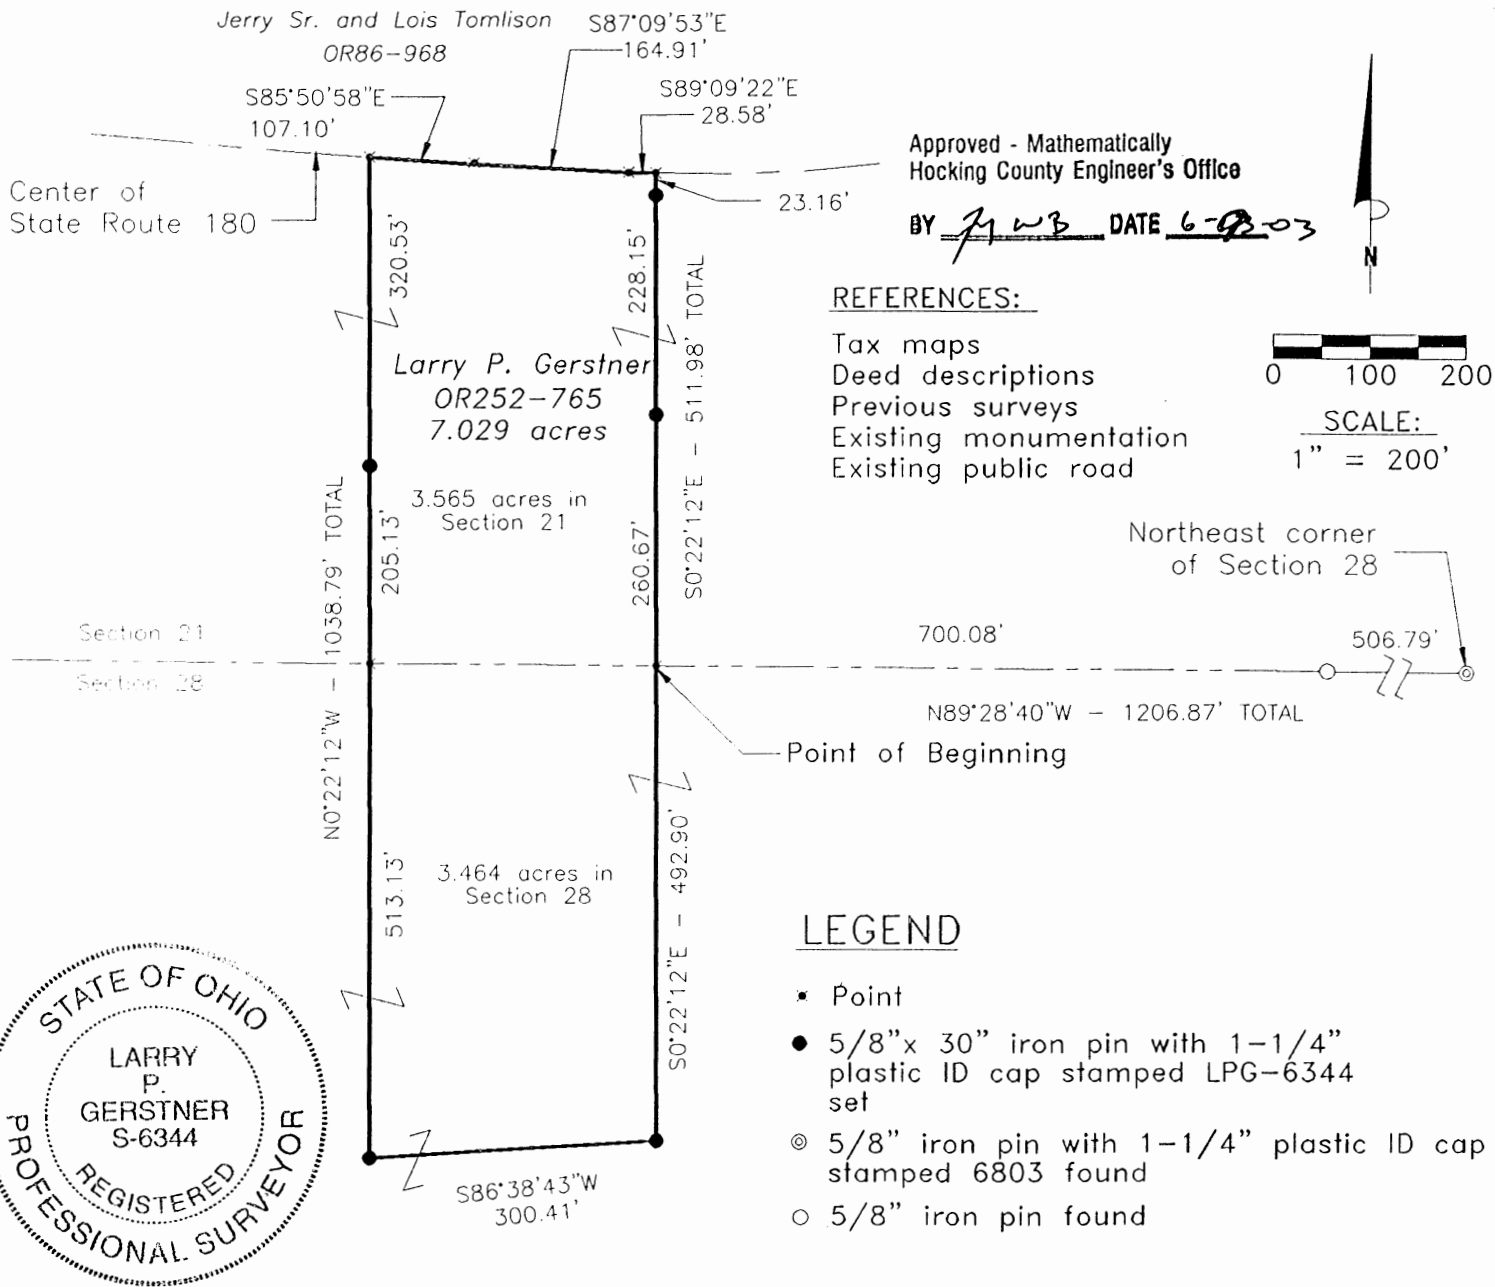 Jerry Sr. and Lois Tomlison
OR86-968
S87°09'53"E
164.91'
S85°50'58"E
107.10'
S89°09'22"E
28.58'
Center of
State Route 180
23.16'
Approved - Mathematically
Hocking County Engineer's Office
BY DATE
N
320.53'
228.15'
S0°22'12"E - 511.98' TOTAL
Larry P. Gerstner
OR252-765
7.029 acres
REFERENCES:
Tax maps
Deed descriptions
Previous surveys
Existing monumentation
Existing public road
0 100 200
SCALE:
1" = 200'
3.565 acres in
Section 21
205.13'
260.67'
N0°22'12"W - 1038.79' TOTAL
Northeast corner
of Section 28
Section 21
Section 28
700.08'
506.79'
N89°28'40"W - 1206.87' TOTAL
Point of Beginning
513.13'
3.464 acres in
Section 28
S0°22'12"E - 492.90'
S86°38'43"W
300.41'
STATE OF OHIO
LARRY
P.
GERSTNER
S-6344
REGISTERED
PROFESSIONAL SURVEYOR
LEGEND
Point
5/8"x 30" iron pin with 1-1/4"
plastic ID cap stamped LPG-6344
set
5/8" iron pin with 1-1/4" plastic ID cap
stamped 6803 found
5/8" iron pin found